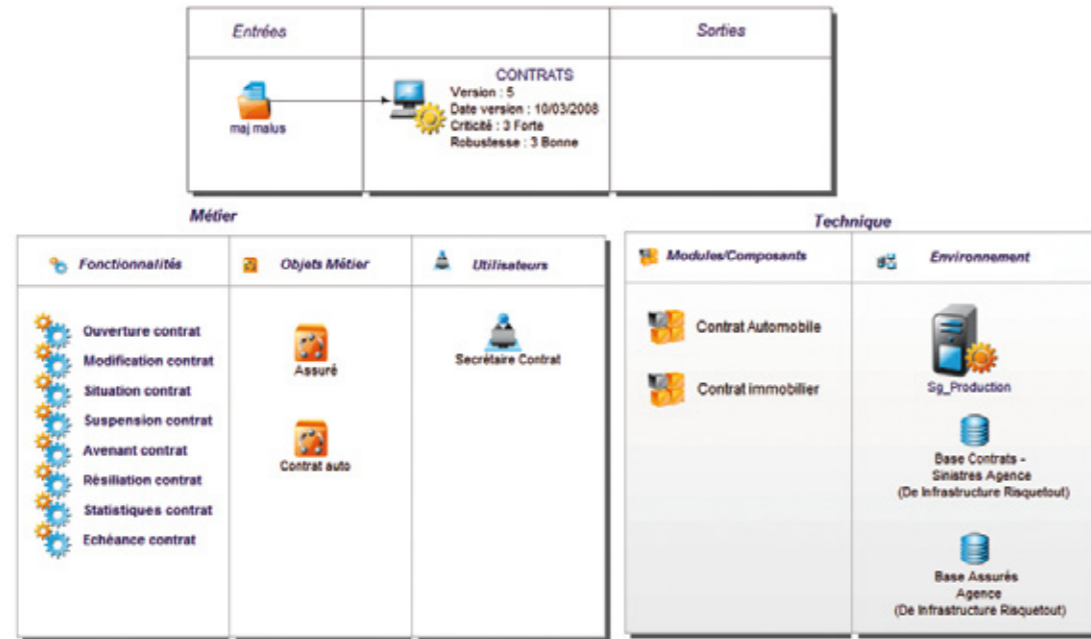 Entrées
Sorties
maj malus
CONTRATS
Version : 5
Date version : 10/03/2008
Criticité : 3 Forte
Robustesse : 3 Bonne
Métier
Technique
Fonctionnalités
Objets Métier
Utilisateurs
Modules/Composants
Environnement
Ouverture contrat
Modification contrat
Situation contrat
Suspension contrat
Avenant contrat
Résiliation contrat
Statistiques contrat
Echéance contrat
Assuré
Contrat auto
Secrétaire Contrat
Contrat Automobile
Contrat immobilier
Sg_Production
Base Contrats -
Sinistres Agence
(De Infrastructure Risquetout)
Base Assurés
Agence
(De Infrastructure Risquetout)